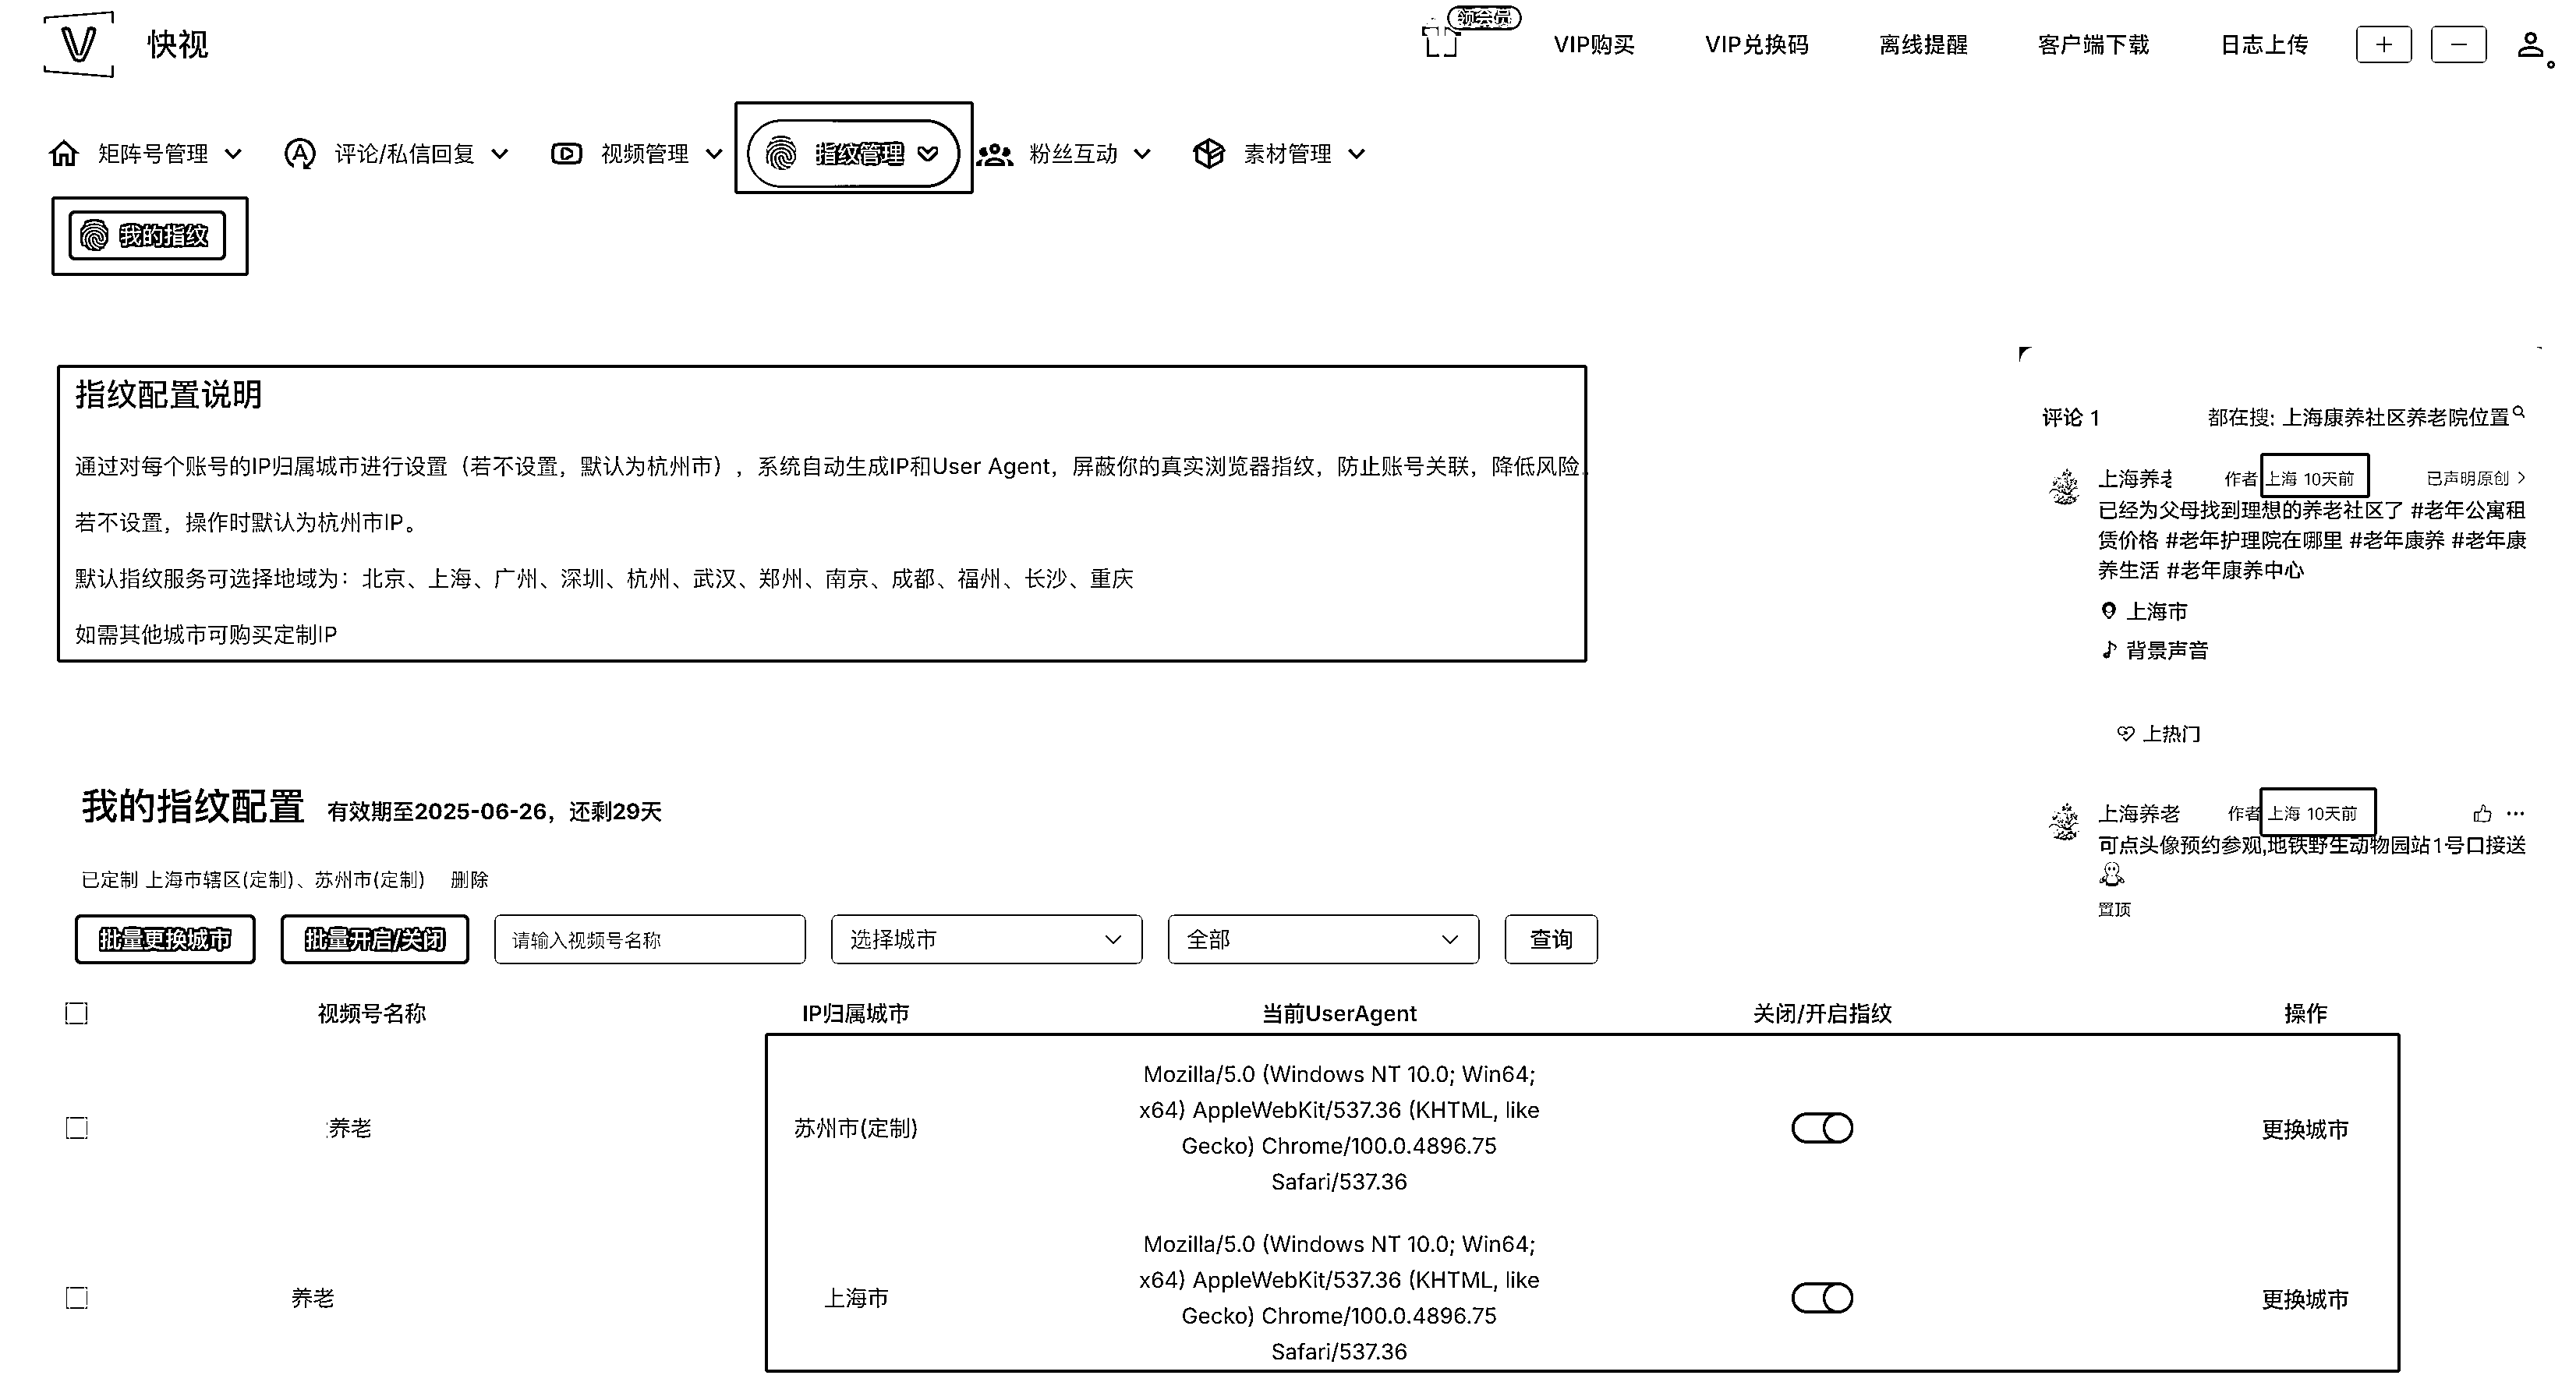 快视
领会员
VIP购买
VIP兑换码
离线提醒
客户端下载
日志上传
矩阵号管理
评论/私信回复
视频管理
指纹管理
粉丝互动
素材管理
我的指纹
指纹配置说明
通过对每个账号的IP归属城市进行设置（若不设置，默认为杭州市），系统自动生成IP和User Agent，屏蔽你的真实浏览器指纹，防止账号关联，降低风险。
若不设置，操作时默认为杭州市IP。
默认指纹服务可选择地域为：北京、上海、广州、深圳、杭州、武汉、郑州、南京、成都、福州、长沙、重庆
如需其他城市可购买定制IP
评论 1
都在搜: 上海康养社区养老院位置
上海养老
作者 上海 10天前
已声明原创
已经为父母找到理想的养老社区了 #老年公寓租
赁价格 #老年护理院在哪里 #老年康养 #老年康
养生活 #老年康养中心
上海市
背景声音
上热门
上海养老
作者 上海 10天前
可点头像预约参观,地铁野生动物园站1号口接送
置顶
我的指纹配置 有效期至2025-06-26，还剩29天
已定制 上海市辖区(定制)、苏州市(定制) 删除
批量更换城市
批量开启/关闭
请输入视频号名称
选择城市
全部
查询
视频号名称
IP归属城市
当前UserAgent
关闭/开启指纹
操作
养老
苏州市(定制)
Mozilla/5.0 (Windows NT 10.0; Win64;
x64) AppleWebKit/537.36 (KHTML, like
Gecko) Chrome/100.0.4896.75
Safari/537.36
更换城市
养老
上海市
Mozilla/5.0 (Windows NT 10.0; Win64;
x64) AppleWebKit/537.36 (KHTML, like
Gecko) Chrome/100.0.4896.75
Safari/537.36
更换城市